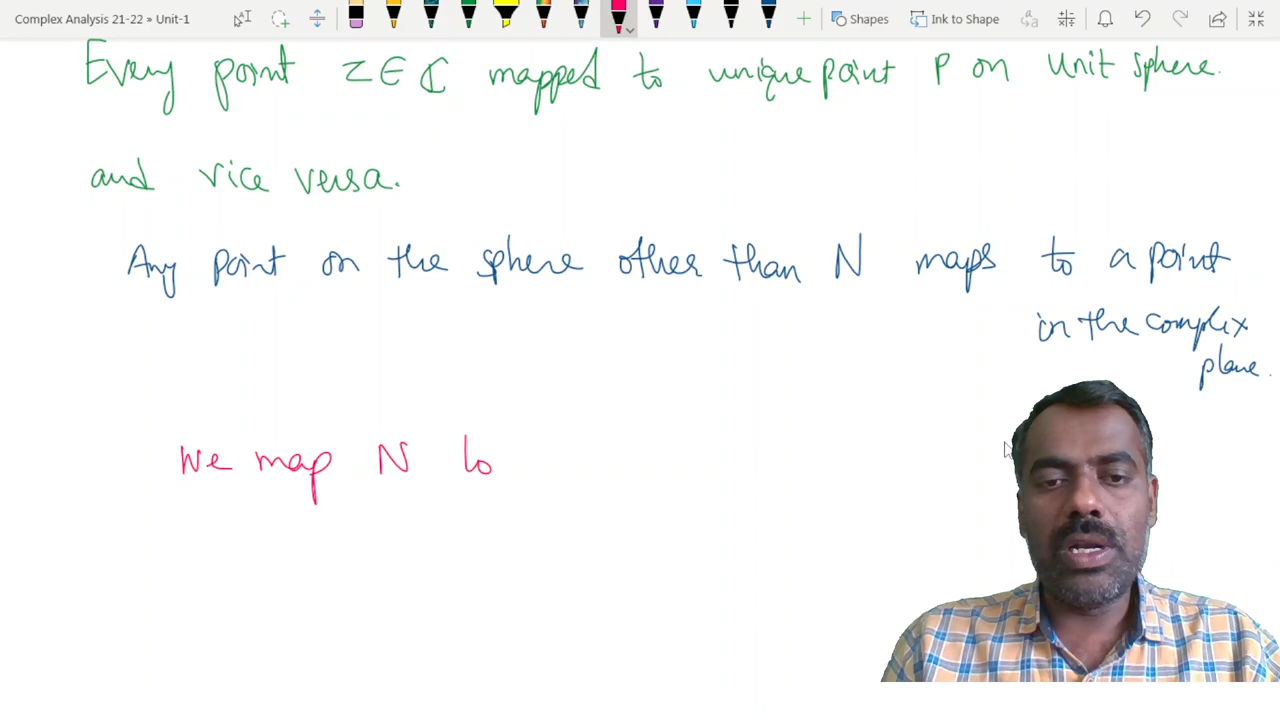 Complex Analysis 21-22 » Unit-1
Shapes
Ink to Shape
Every point z ∈ ℂ mapped to unique point P on Unit sphere.
and vice versa.
Any point on the sphere other than N maps to a point
in the complex
plane.
We map N to